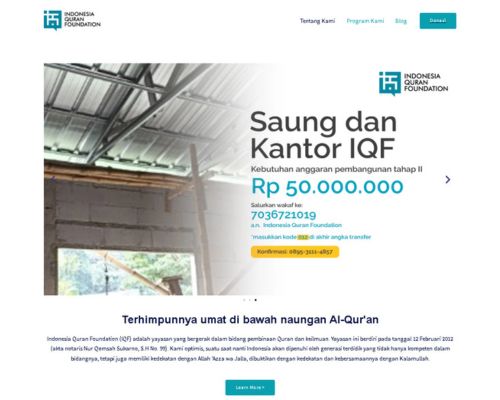 INDONESIA
QURAN
FOUNDATION
Tentang Kami
Program Kami
Blog
Donasi
INDONESIA
QURAN
FOUNDATION
Saung dan
Kantor IQF
Kebutuhan anggaran pembangunan tahap II
Rp 50.000.000
Salurkan wakaf ke:
7036721019
a.n. Indonesia Quran Foundation
*masukkan kode 012 di akhir angka transfer
Konfirmasi: 0895-3111-4857
Terhimpunnya umat di bawah naungan Al-Qur'an
Indonesia Quran Foundation (IQF) adalah yayasan yang bergerak dalam bidang pembinaan Quran dan keilmuan. Yayasan ini berdiri pada tanggal 12 Februari 2012
(akta notaris Nur Qemsah Sukarno, S.H No. 99). Kami optimis, suatu saat nanti Indonesia akan dipenuhi oleh generasi terdidik yang tidak hanya kompeten dalam
bidangnya, tetapi juga memiliki kedekatan dengan Allah 'Azza wa Jalla, dibuktikan dengan kedekatan dan kebersamaannya dengan Kalamullah.
Learn More >